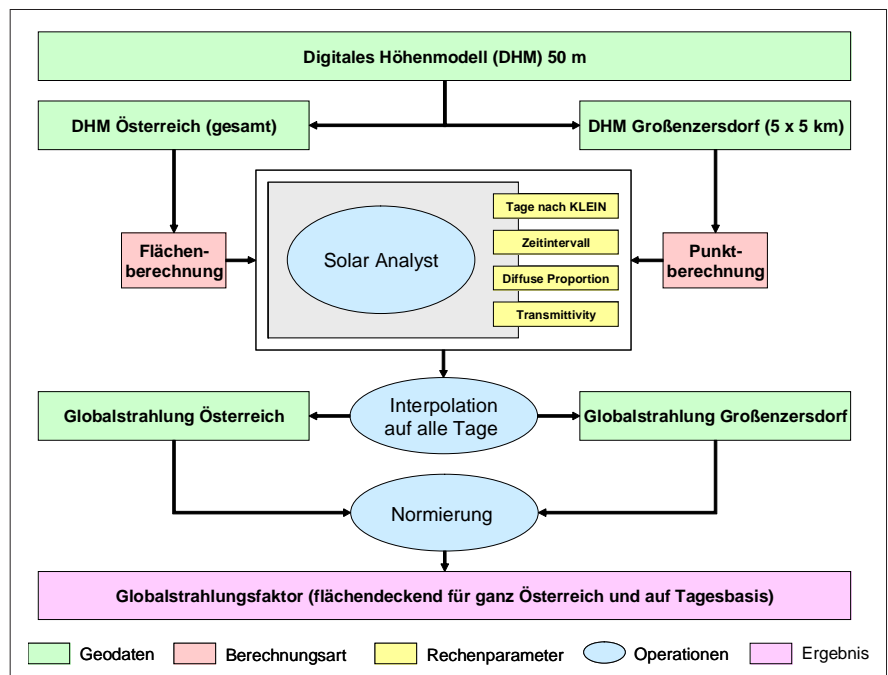 Digitales Höhenmodell (DHM) 50 m
DHM Österreich (gesamt)
DHM Großenzersdorf (5 x 5 km)
Flächen-
berechnung
Solar Analyst
Tage nach KLEIN
Zeitintervall
Diffuse Proportion
Transmittivity
Punkt-
berechnung
Globalstrahlung Österreich
Interpolation
auf alle Tage
Globalstrahlung Großenzersdorf
Normierung
Globalstrahlungsfaktor (flächendeckend für ganz Österreich und auf Tagesbasis)
Geodaten
Berechnungsart
Rechenparameter
Operationen
Ergebnis